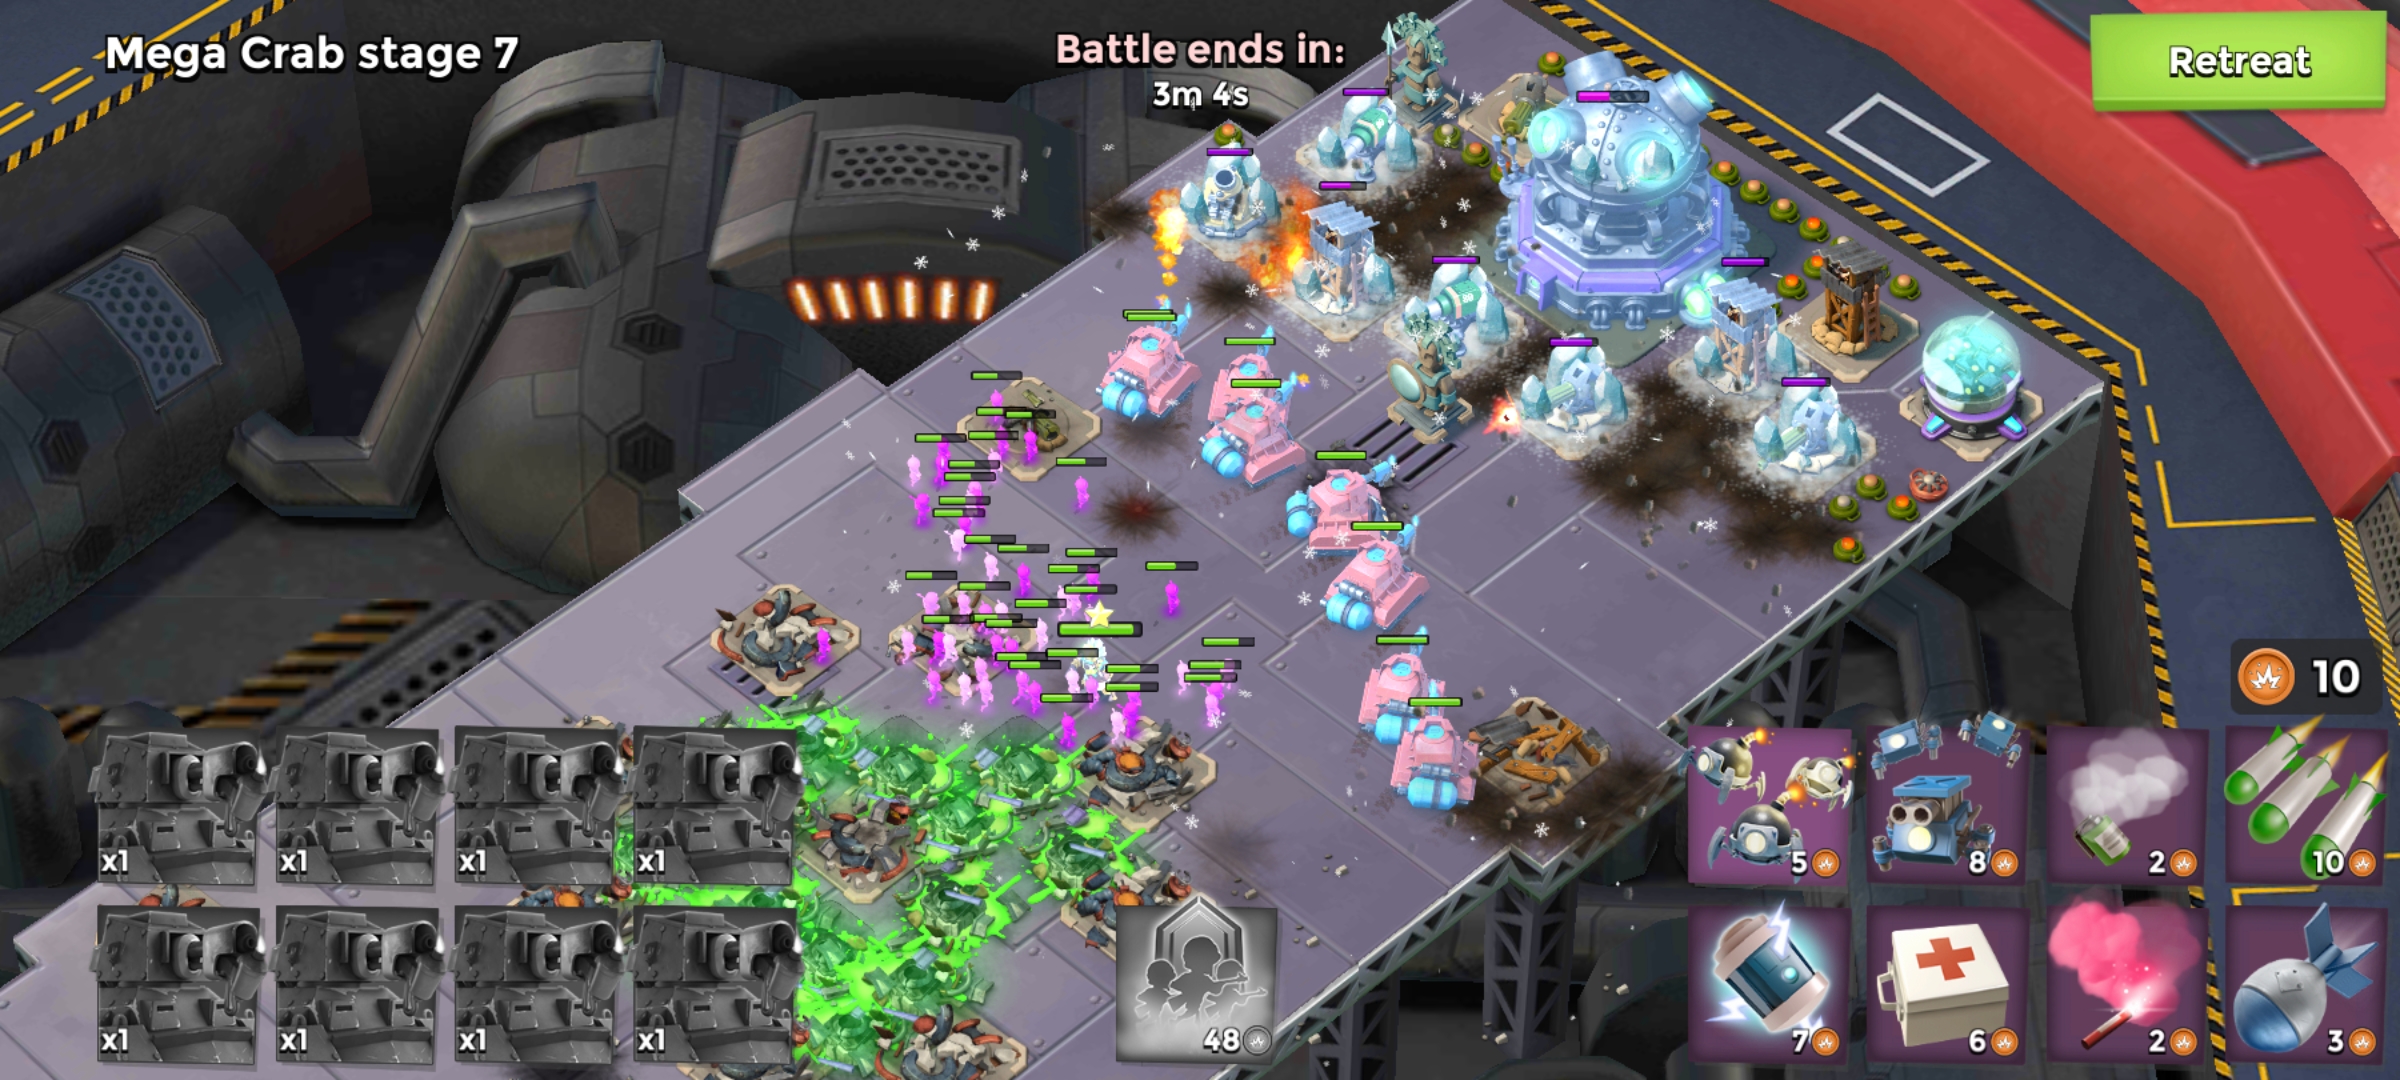 Mega Crab stage 7
Battle ends in:
3m 4s
Retreat
10
x1
x1
x1
x1
5
8
2
10
x1
x1
x1
x1
48
7
6
2
3